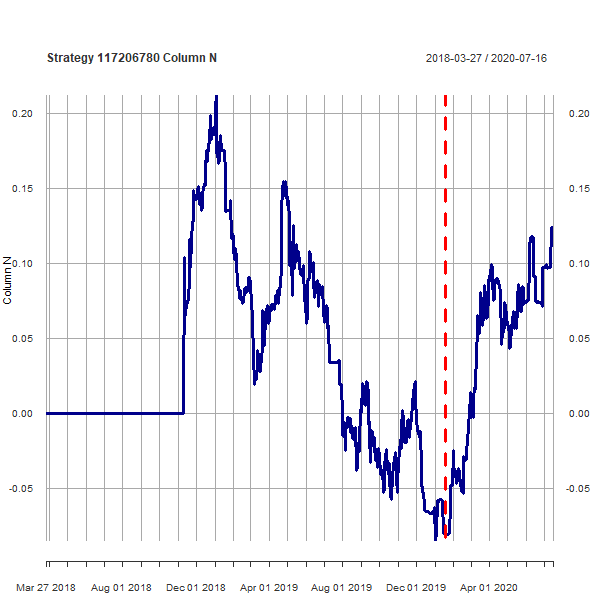 Strategy 117206780 Column N
2018-03-27 / 2020-07-16
0.20
0.20
0.15
0.15
0.10
0.10
Column N
0.05
0.05
0.00
0.00
-0.05
-0.05
Mar 27 2018
Aug 01 2018
Dec 01 2018
Apr 01 2019
Aug 01 2019
Dec 01 2019
Apr 01 2020